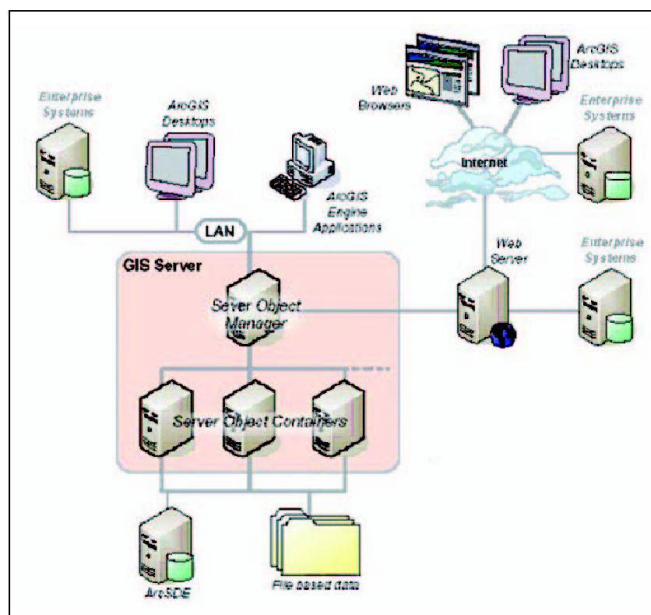 ArcGIS
Desktops
Web
Browsers
Enterprise
Systems
ArcGIS
Desktops
Enterprise
Systems
Internet
ArcGIS
Engine
Applications
LAN
GIS Server
Web
Server
Enterprise
Systems
Sever Object
Manager
Server Object Containers
ArcSDE
File based data